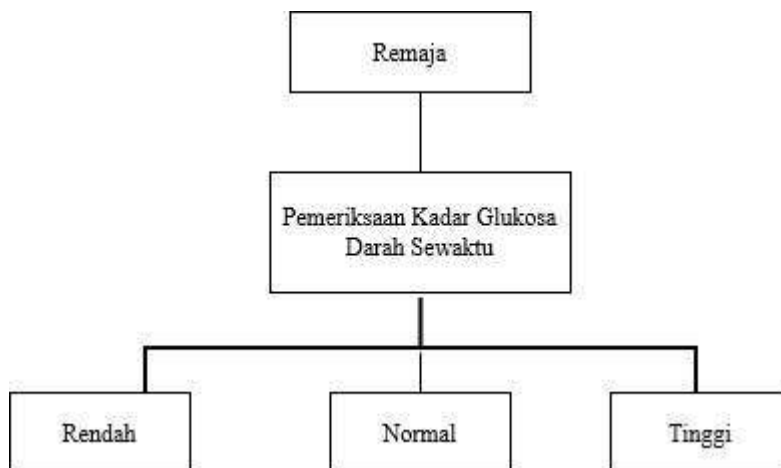 Remaja
Pemeriksaan Kadar Glukosa
Darah Sewaktu
Rendah
Normal
Tinggi